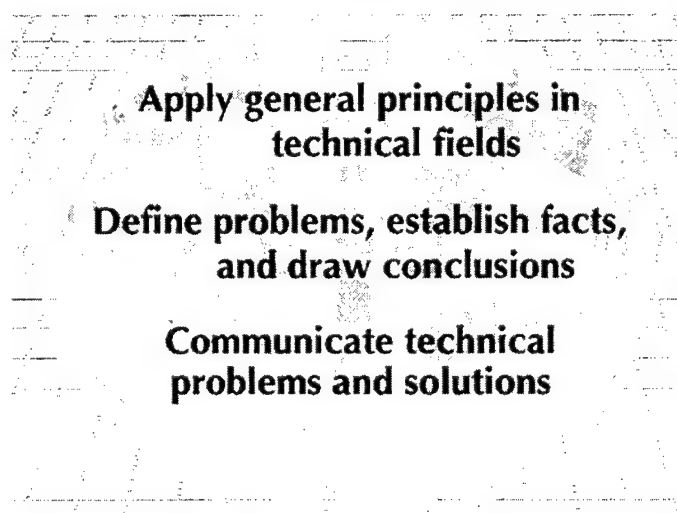 Apply general principles in
technical fields
Define problems, establish facts,
and draw conclusions
Communicate technical
problems and solutions